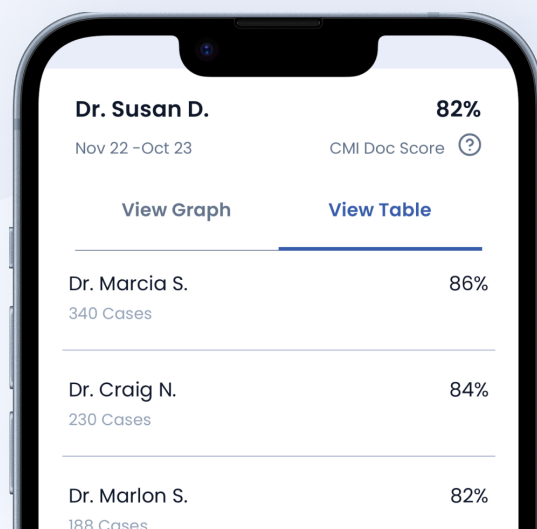 Dr. Susan D. 82%
Nov 22 -Oct 23 CMI Doc Score ?
View Graph View Table
Dr. Marcia S. 86%
340 Cases
Dr. Craig N. 84%
230 Cases
Dr. Marlon S. 82%
188 Cases